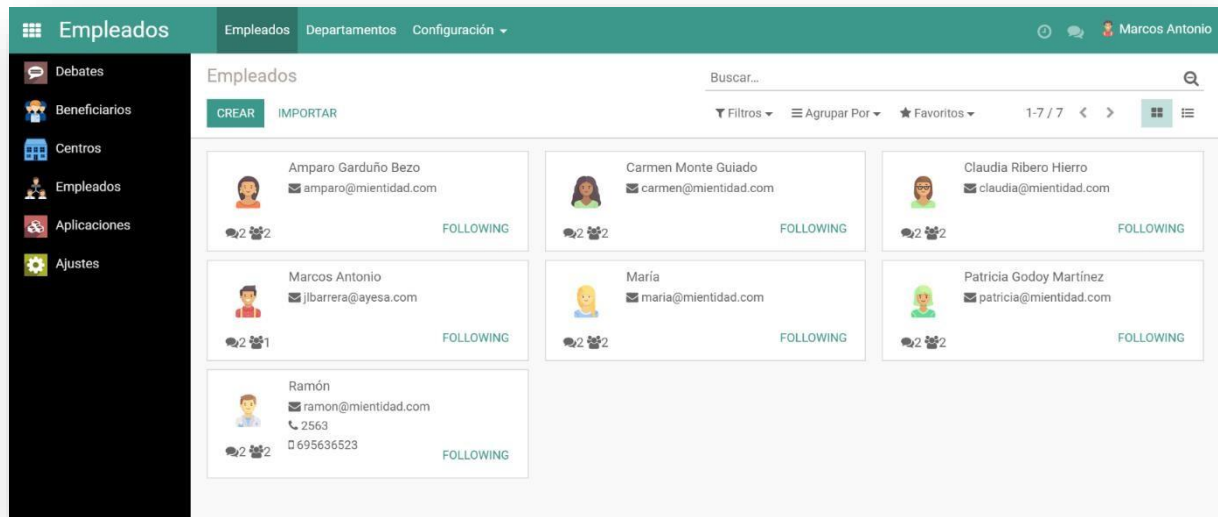 Empleados
Empleados Departamentos Configuración
Marcos Antonio
Debates
Beneficiarios
Centros
Empleados
Aplicaciones
Ajustes
Empleados
Buscar...
CREAR IMPORTAR
Filtros Agrupar Por Favoritos 1-7 / 7
Amparo Garduño Bezo
amparo@mientidad.com
2 2 FOLLOWING
Carmen Monte Guiado
carmen@mientidad.com
2 2 FOLLOWING
Claudia Ribero Hierro
claudia@mientidad.com
2 2 FOLLOWING
Marcos Antonio
jlbarrera@ayesa.com
2 1 FOLLOWING
María
maria@mientidad.com
2 2 FOLLOWING
Patricia Godoy Martínez
patricia@mientidad.com
2 2 FOLLOWING
Ramón
ramon@mientidad.com
2563
695636523
2 2 FOLLOWING